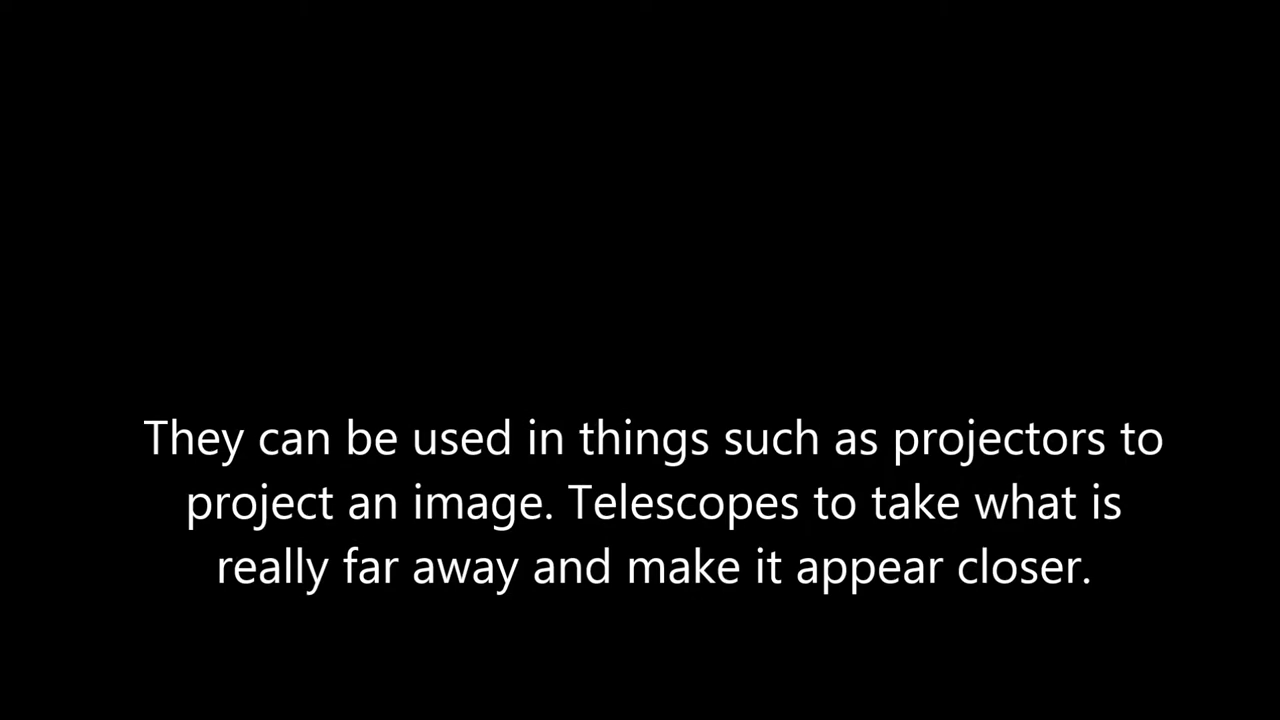 They can be used in things such as projectors to
project an image. Telescopes to take what is
really far away and make it appear closer.